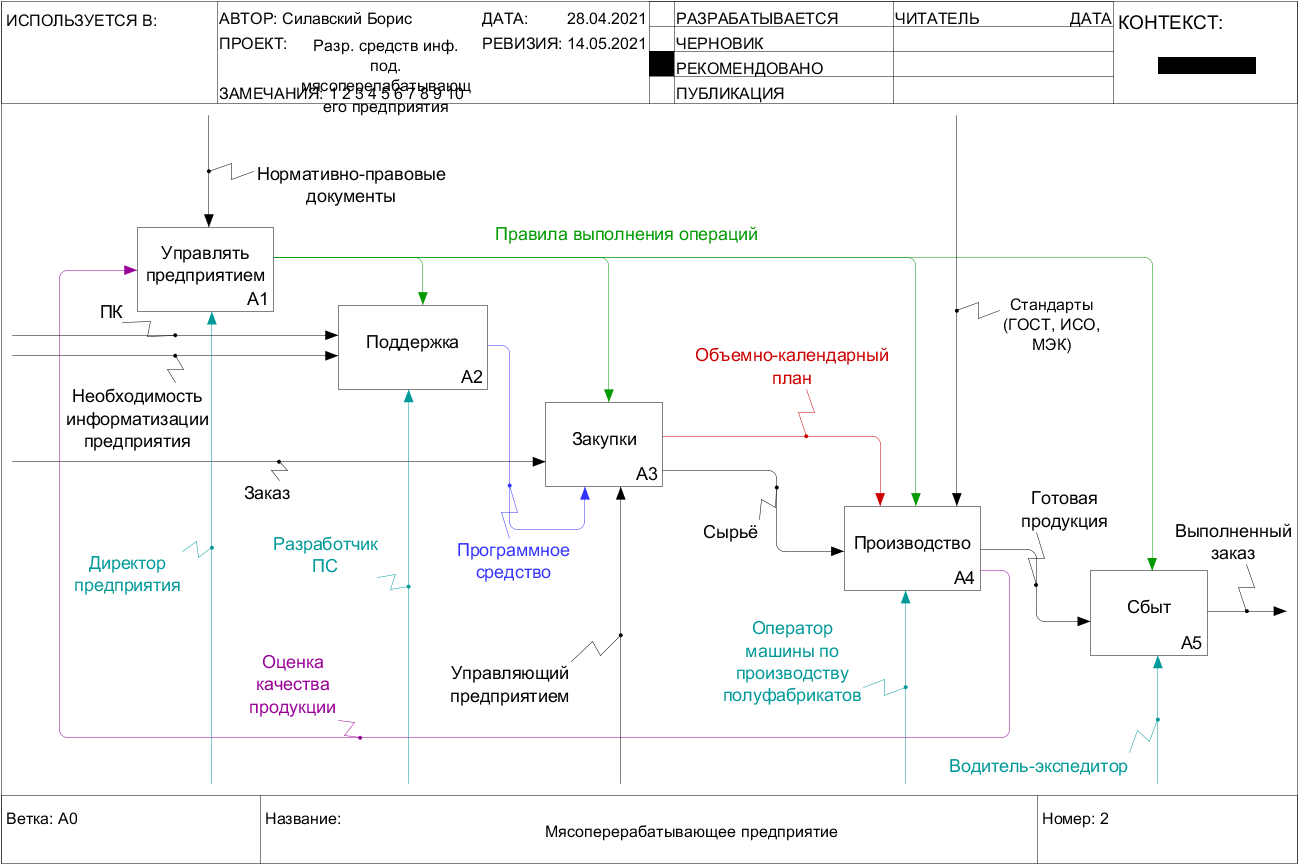 ИСПОЛЬЗУЕТСЯ В:
АВТОР: Силавский Борис
ДАТА: 28.04.2021
ПРОЕКТ: Разр. средств инф.
под.
мясоперелабатывающ
его предприятия
РЕВИЗИЯ: 14.05.2021
ЗАМЕЧАНИЯ: 1 2 3 4 5 6 7 8 9 10
РАЗРАБАТЫВАЕТСЯ
ЧЕРНОВИК
РЕКОМЕНДОВАНО
ПУБЛИКАЦИЯ
ЧИТАТЕЛЬ
ДАТА
КОНТЕКСТ:
Нормативно-правовые
документы
Управлять
предприятием
A1
Правила выполнения операций
ПК
Поддержка
A2
Необходимость
информатизации
предприятия
Стандарты
(ГОСТ, ИСО,
МЭК)
Объемно-календарный
план
Закупки
A3
Заказ
Сырьё
Готовая
продукция
Выполненный
заказ
Производство
A4
Директор
предприятия
Разработчик
ПС
Программное
средство
Сбыт
A5
Оператор
машины по
производству
полуфабрикатов
Оценка
качества
продукции
Управляющий
предприятием
Водитель-экспедитор
Ветка: A0
Название:
Мясоперерабатывающее предприятие
Номер: 2